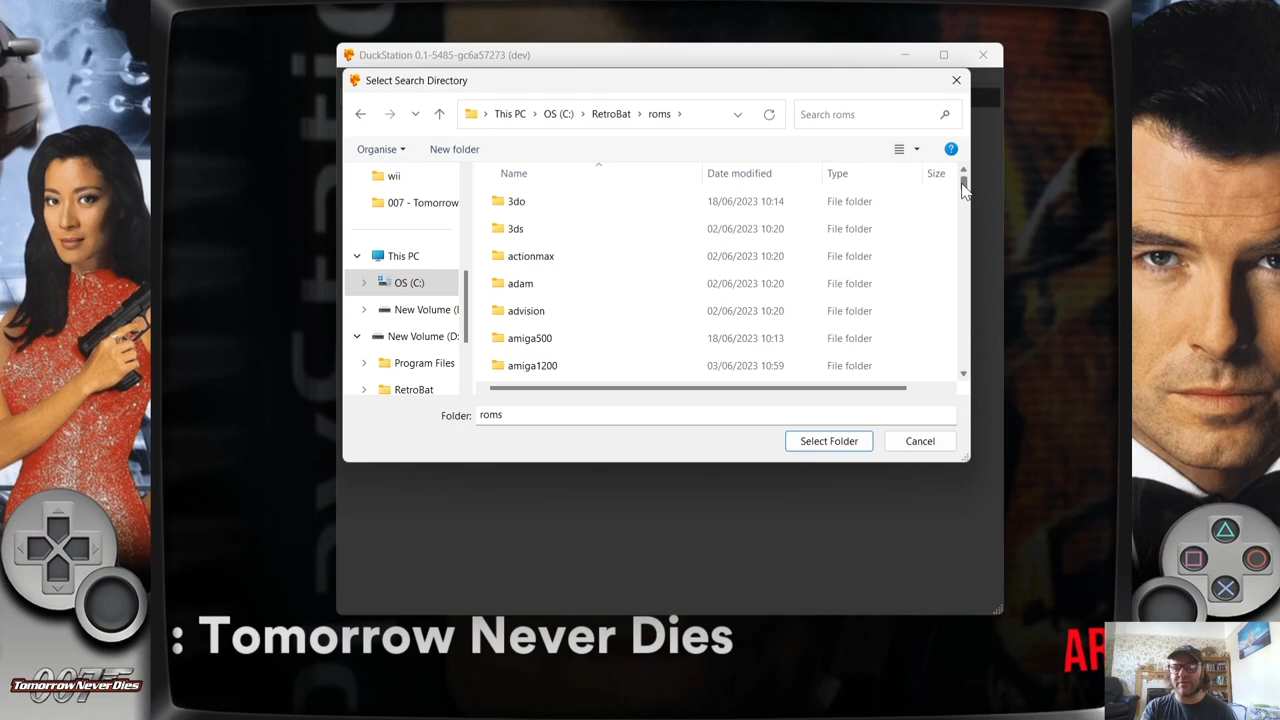 DuckStation 0.1-5485-gc6a57273 (dev)
Select Search Directory
This PC > OS (C:) > RetroBat > roms >
Search roms
Organise
New folder
?
wii
007 - Tomorrow
This PC
OS (C:)
New Volume (
New Volume (D:
Program Files
RetroBat
Name Date modified Type Size
3do 18/06/2023 10:14 File folder
3ds 02/06/2023 10:20 File folder
actionmax 02/06/2023 10:20 File folder
adam 02/06/2023 10:20 File folder
advision 02/06/2023 10:20 File folder
amiga500 18/06/2023 10:13 File folder
amiga1200 03/06/2023 10:59 File folder
Folder: roms
Select Folder
Cancel
: Tomorrow Never Dies
AR
007
Tomorrow Never Dies